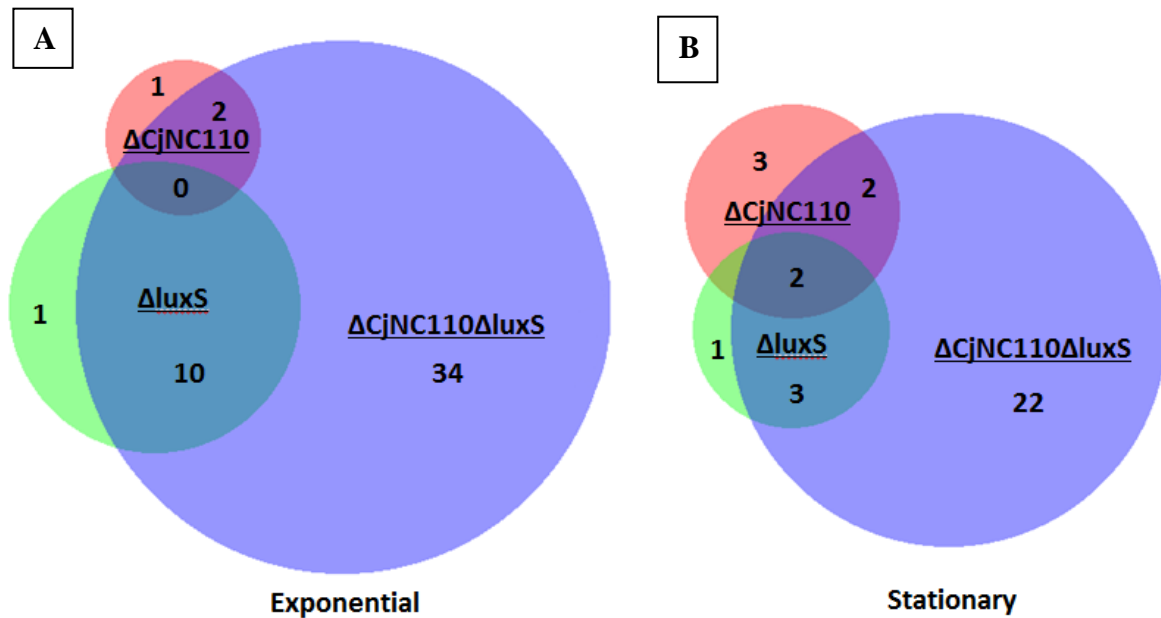 A
1
2
ΔCjNC110
0
1
ΔluxS
10
ΔCjNC110ΔluxS
34
Exponential
B
3
2
ΔCjNC110
2
1
ΔluxS
3
ΔCjNC110ΔluxS
22
Stationary